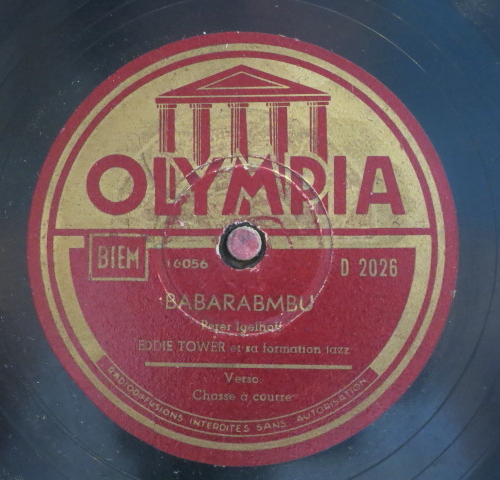 OLYMPIA
BIEM 16056 D 2026
BABARABMBU
Peter Igelhoff
EDDIE TOWER et sa formation jazz
Verso
Chasse à courre
RADIODIFFUSIONS INTERDITES SANS AUTORISATION